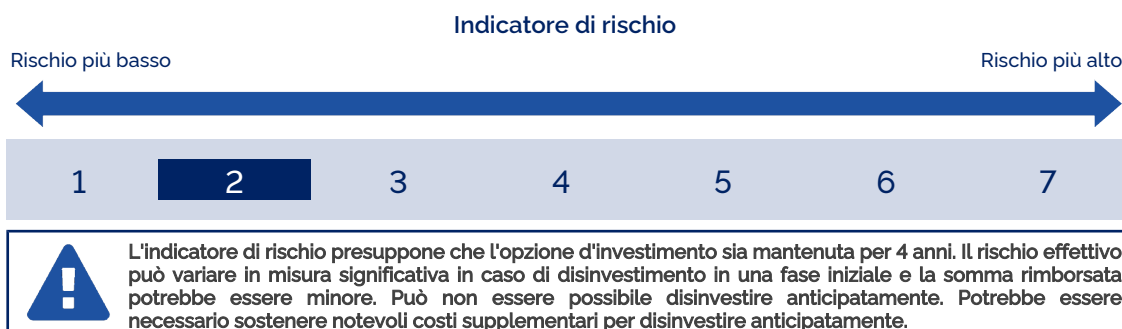 Indicatore di rischio
Rischio più basso
Rischio più alto
1 2 3 4 5 6 7
L'indicatore di rischio presuppone che l'opzione d'investimento sia mantenuta per 4 anni. Il rischio effettivo
può variare in misura significativa in caso di disinvestimento in una fase iniziale e la somma rimborsata
potrebbe essere minore. Può non essere possibile disinvestire anticipatamente. Potrebbe essere
necessario sostenere notevoli costi supplementari per disinvestire anticipatamente.